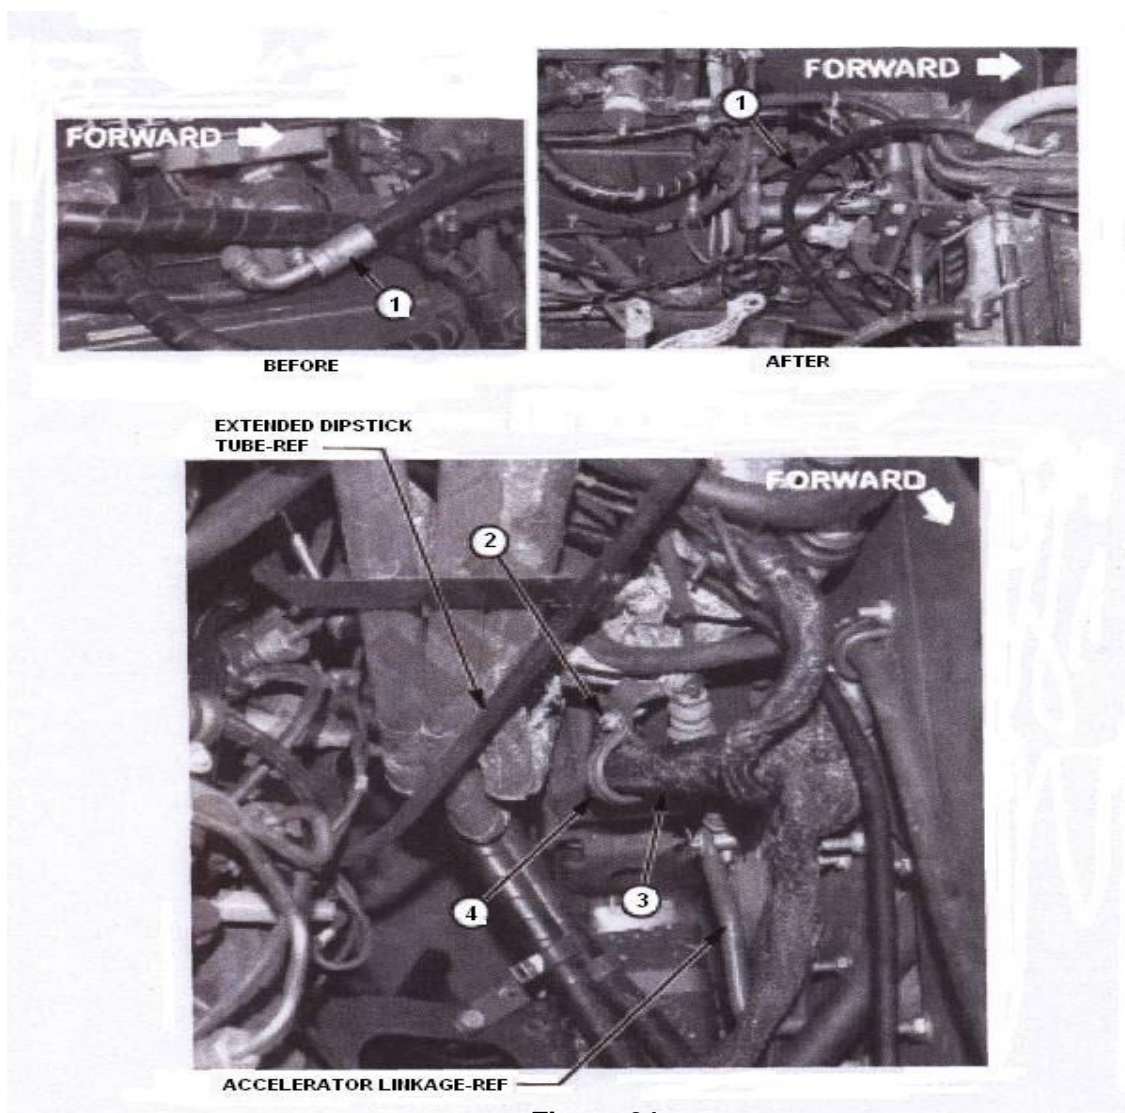 FORWARD
1
BEFORE
FORWARD
1
AFTER
EXTENDED DIPSTICK
TUBE-REF
FORWARD
2
4
3
ACCELERATOR LINKAGE-REF